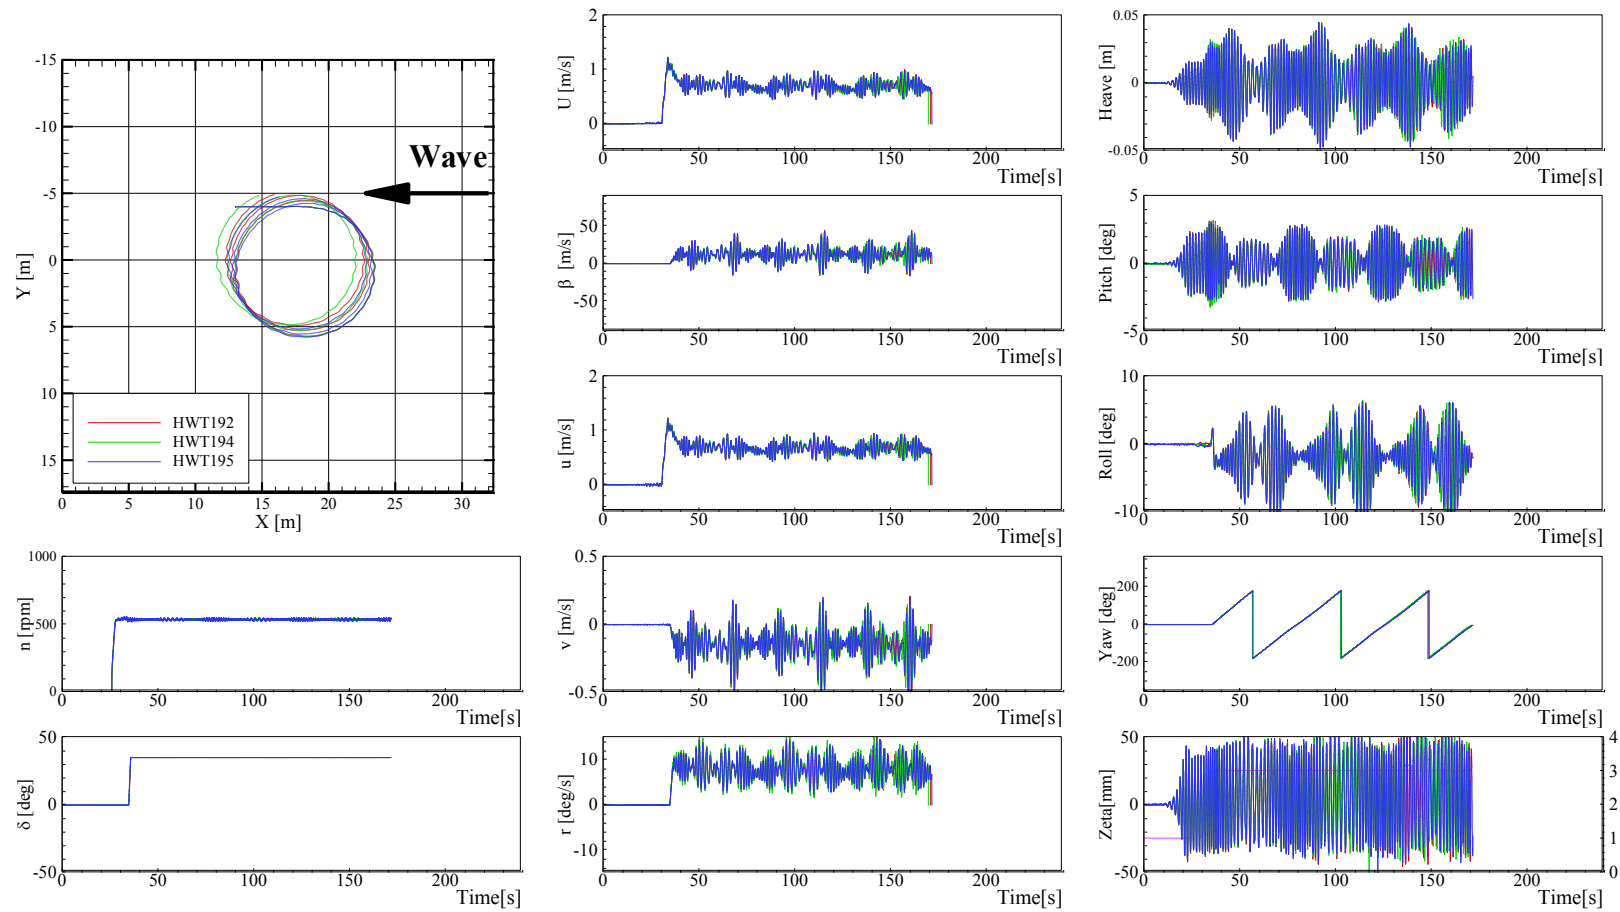 -15
-10
-5
0
5
10
15
Y [m]
Wave
HWT192
HWT194
HWT195
0 5 10 15 20 25 30
X [m]
1000
500
0
n [rpm]
0 50 100 150 200
Time[s]
50
0
-50
δ [deg]
0 50 100 150 200
Time[s]
2
1
0
U [m/s]
0 50 100 150 200
Time[s]
50
0
-50
β [m/s]
0 50 100 150 200
Time[s]
2
1
0
u [m/s]
0 50 100 150 200
Time[s]
0.5
0
-0.5
v [m/s]
0 50 100 150 200
Time[s]
10
0
-10
r [deg/s]
0 50 100 150 200
Time[s]
0.05
0
-0.05
Heave [m]
0 50 100 150 200
Time[s]
5
0
-5
Pitch [deg]
0 50 100 150 200
Time[s]
10
0
-10
Roll [deg
0 50 100 150 200
Time[s]
200
0
-200
Yaw [deg]
0 50 100 150 200
Time[s]
50
0
-50
Zeta[mm]
4
3
2
1
0
0 50 100 150 200
Time[s]